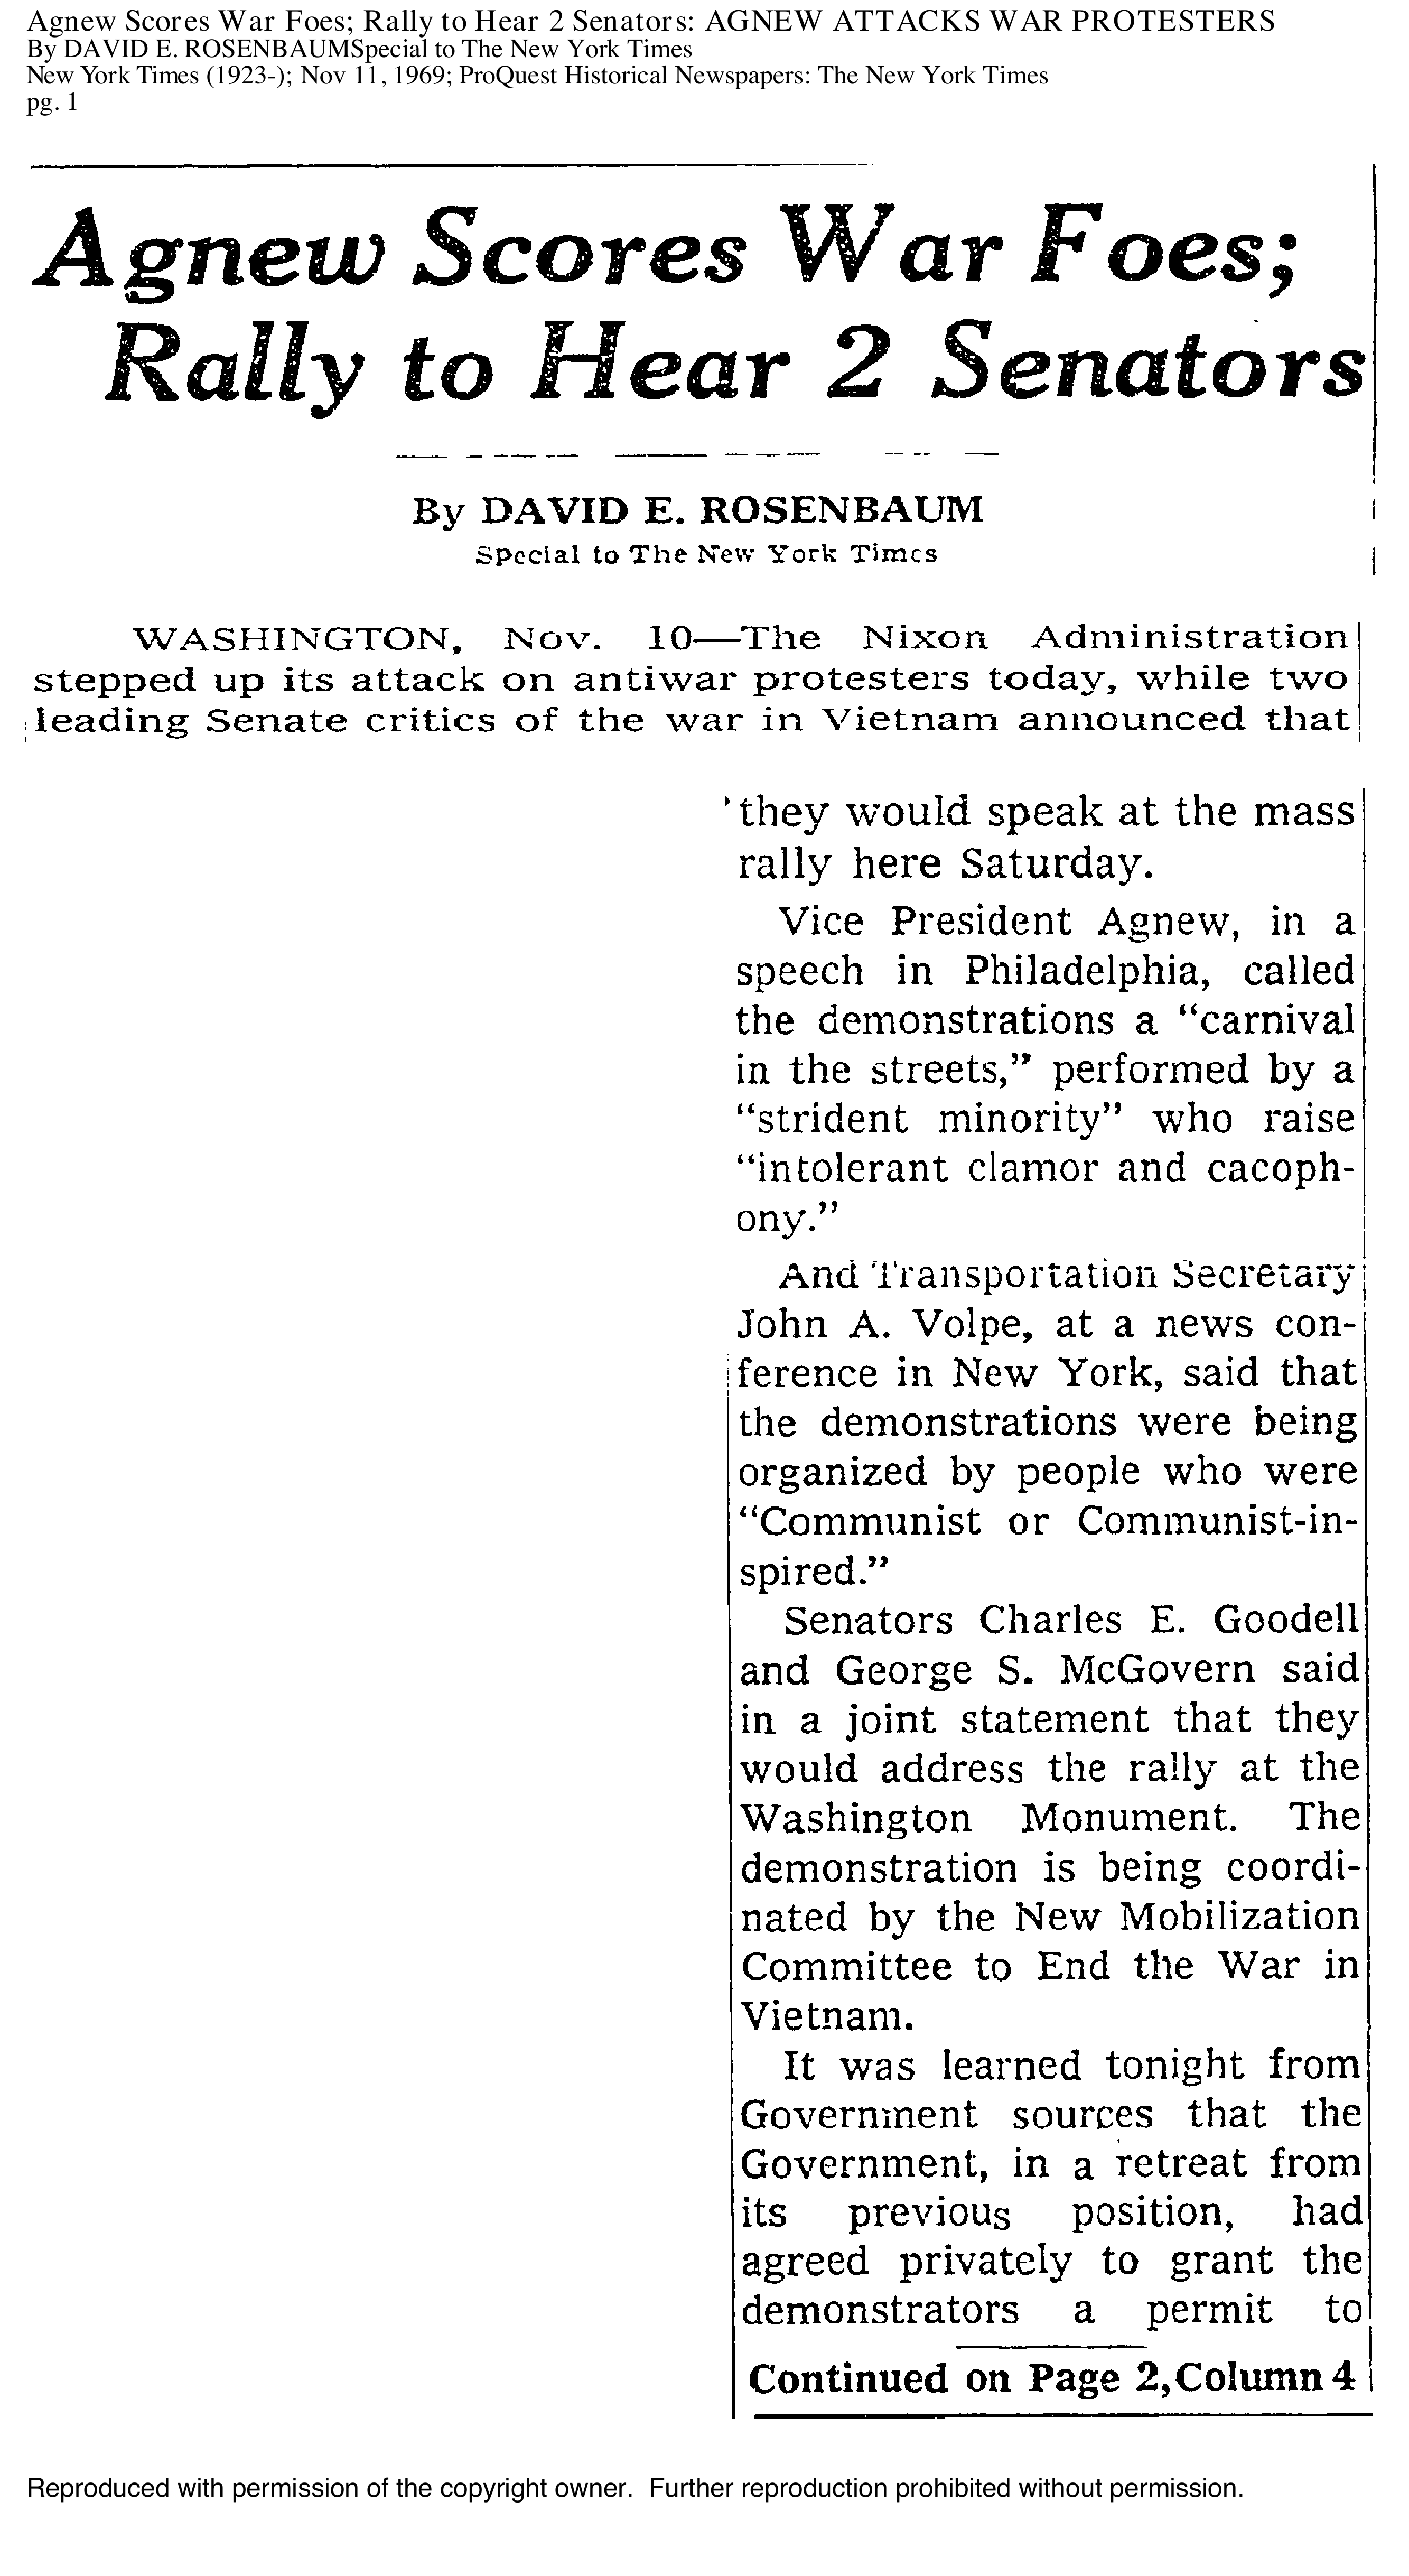 Agnew Scores War Foes; Rally to Hear 2 Senators: AGNEW ATTACKS WAR PROTESTERS
By DAVID E. ROSENBAUMSpecial to The New York Times
New York Times (1923-); Nov 11, 1969; ProQuest Historical Newspapers: The New York Times
pg. 1
Agnew Scores War Foes;
Rally to Hear 2 Senators
By DAVID E. ROSENBAUM
Special to The New York Times
WASHINGTON, Nov. 10—The Nixon Administration
stepped up its attack on antiwar protesters today, while two
leading Senate critics of the war in Vietnam announced that
they would speak at the mass
rally here Saturday.
Vice President Agnew, in a
speech in Philadelphia, called
the demonstrations a “carnival
in the streets,” performed by a
“strident minority” who raise
“intolerant clamor and cacoph-
ony.”
And Transportation Secretary
John A. Volpe, at a news con-
ference in New York, said that
the demonstrations were being
organized by people who were
“Communist or Communist-in-
spired.”
Senators Charles E. Goodell
and George S. McGovern said
in a joint statement that they
would address the rally at the
Washington Monument. The
demonstration is being coordi-
nated by the New Mobilization
Committee to End the War in
Vietnam.
It was learned tonight from
Government sources that the
Government, in a retreat from
its previous position, had
agreed privately to grant the
demonstrators a permit to
Continued on Page 2, Column 4
Reproduced with permission of the copyright owner. Further reproduction prohibited without permission.